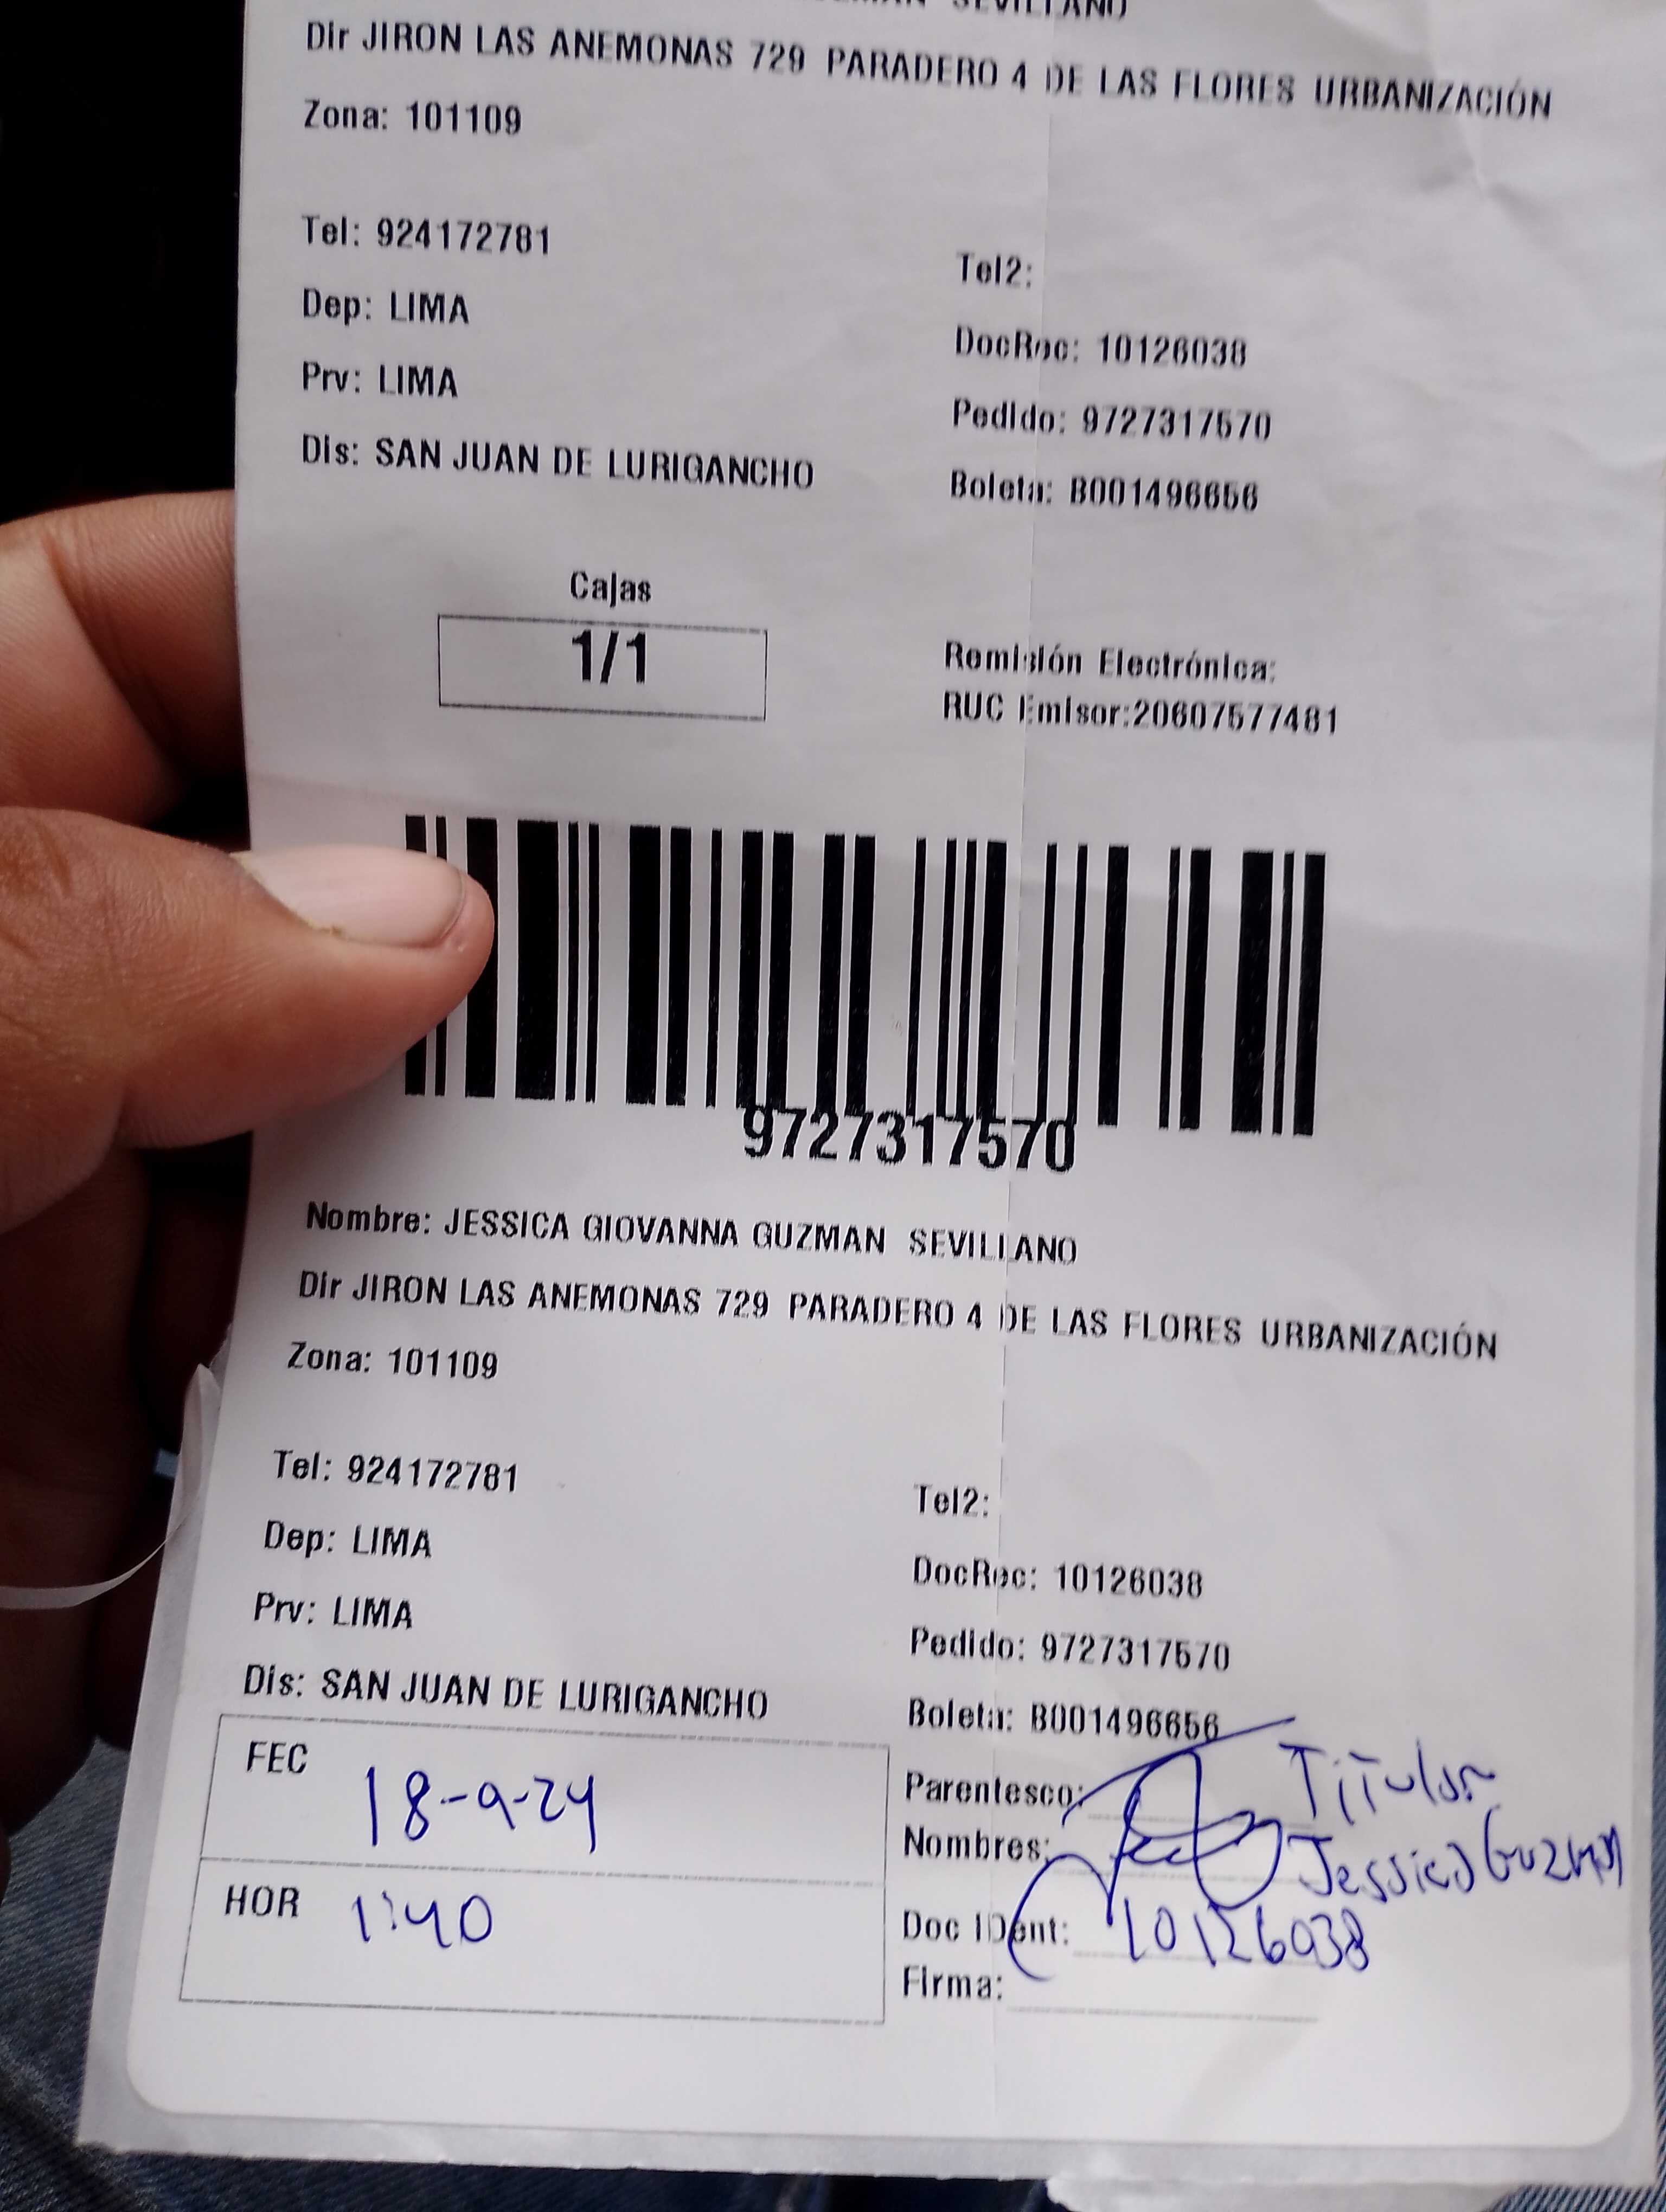 SEVILLANO
Dir JIRON LAS ANEMONAS 729 PARADERO 4 DE LAS FLORES URBANIZACIÓN
Zona: 101109
Tel: 924172781
Tel2:
Dep: LIMA
DocRec: 10126038
Prv: LIMA
Pedido: 9727317570
Dis: SAN JUAN DE LURIGANCHO
Boleta: B001496656
Cajas
1/1
Remisión Electrónica:
RUC Emisor:20607577481
9727317570
Nombre: JESSICA GIOVANNA GUZMAN SEVILLANO
Dir JIRON LAS ANEMONAS 729 PARADERO 4 DE LAS FLORES URBANIZACIÓN
Zona: 101109
Tel: 924172781
Tel2:
Dep: LIMA
DocRec: 10126038
Prv: LIMA
Pedido: 9727317570
Dis: SAN JUAN DE LURIGANCHO
Boleta: B001496656
FEC 18-9-24
Parentesco: Titular
Nombres: Jessica Guzman
HOR 1:40
Doc IDent: 10126038
Firma: